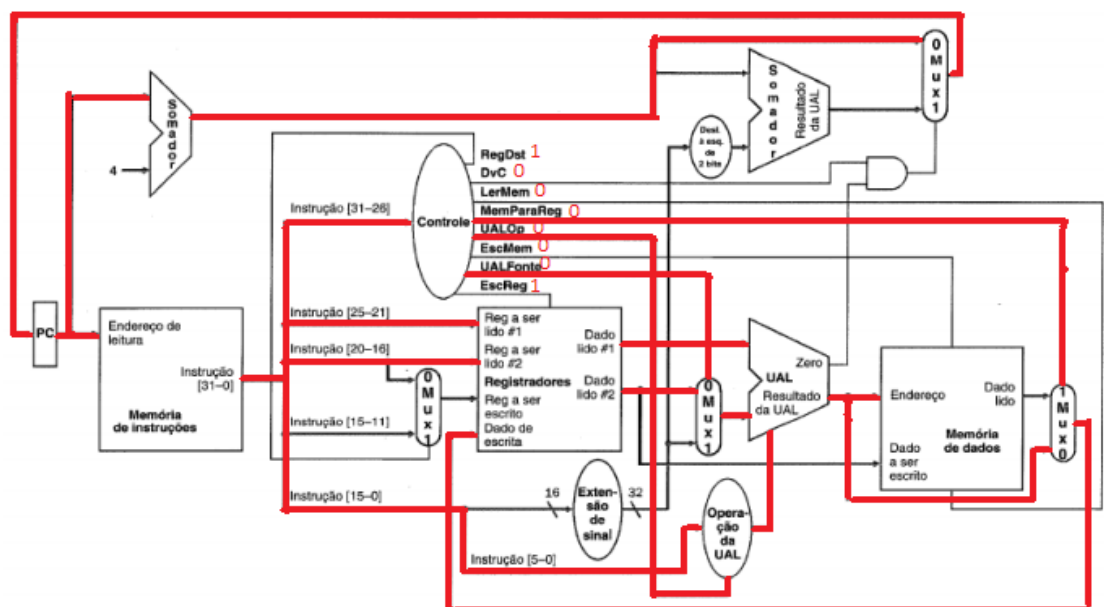 0
M
u
x
1
Somador
4
Somador
Resultado
da UAL
Desl.
à esq.
de
2 bits
RegDst 1
DvC 0
LerMem 0
MemParaReg 0
UALOp 0
EscMem 0
UALFonte 0
EscReg 1
Controle
Instrução [31–26]
PC
Endereço de
leitura
Instrução
[31–0]
Memória
de instruções
Instrução [25–21]
Instrução [20–16]
Instrução [15–11]
Instrução [15–0]
Instrução [5–0]
0
M
u
x
1
Reg a ser
lido #1
Reg a ser
lido #2
Registradores
Reg a ser
escrito
Dado de
escrita
Dado
lido #1
Dado
lido #2
16
Exten-
são de
sinal
32
0
M
u
x
1
Zero
UAL
Resultado
da UAL
Opera-
ção da
UAL
Endereço
Dado
lido
Memória
de dados
Dado
a ser
escrito
1
M
u
x
0